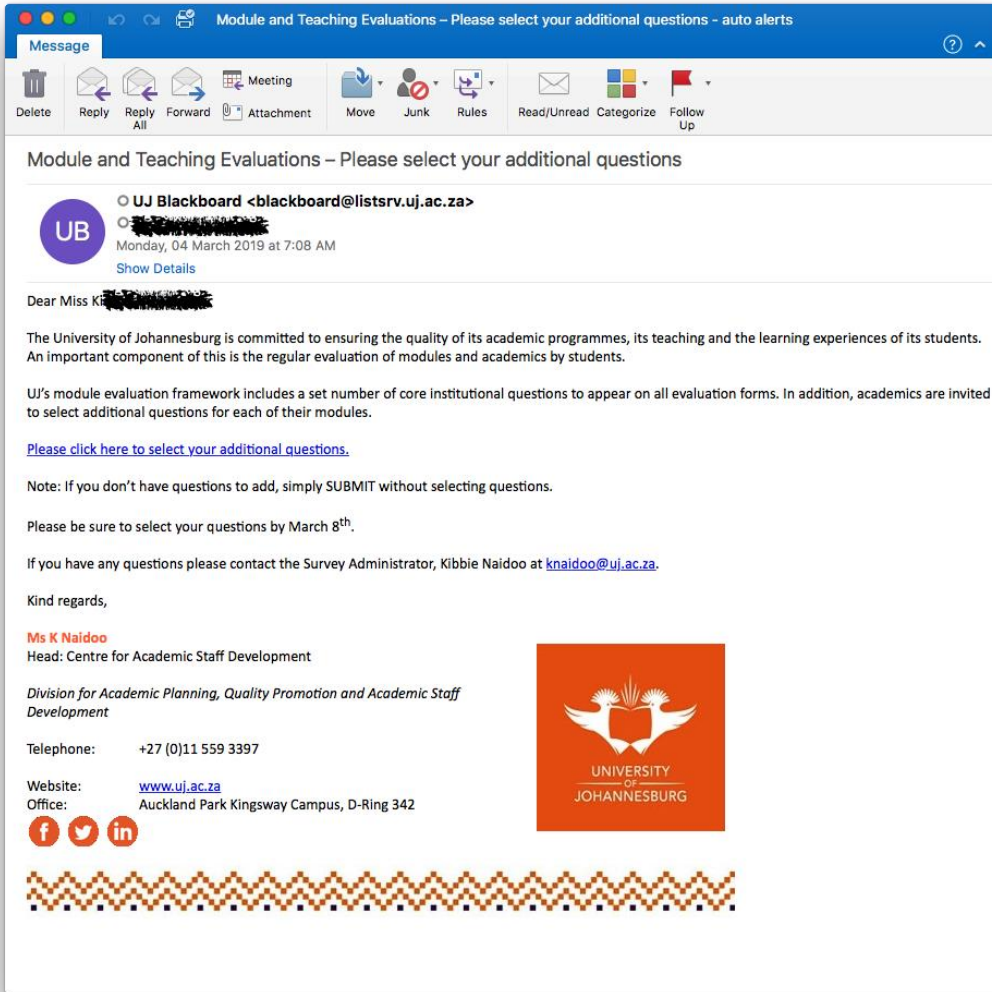 Module and Teaching Evaluations – Please select your additional questions - auto alerts
Message
Delete
Reply
Reply All
Forward
Meeting
Attachment
Move
Junk
Rules
Read/Unread
Categorize
Follow Up
Module and Teaching Evaluations – Please select your additional questions
UB
UJ Blackboard <blackboard@listsrv.uj.ac.za>
Monday, 04 March 2019 at 7:08 AM
Show Details
Dear Miss
The University of Johannesburg is committed to ensuring the quality of its academic programmes, its teaching and the learning experiences of its students.
An important component of this is the regular evaluation of modules and academics by students.
UJ’s module evaluation framework includes a set number of core institutional questions to appear on all evaluation forms. In addition, academics are invited
to select additional questions for each of their modules.
Please click here to select your additional questions.
Note: If you don’t have questions to add, simply SUBMIT without selecting questions.
Please be sure to select your questions by March 8th.
If you have any questions please contact the Survey Administrator, Kibbie Naidoo at knaidoo@uj.ac.za.
Kind regards,
Ms K Naidoo
Head: Centre for Academic Staff Development
Division for Academic Planning, Quality Promotion and Academic Staff
Development
Telephone: +27 (0)11 559 3397
Website: www.uj.ac.za
Office: Auckland Park Kingsway Campus, D-Ring 342
f in
UNIVERSITY
OF
JOHANNESBURG